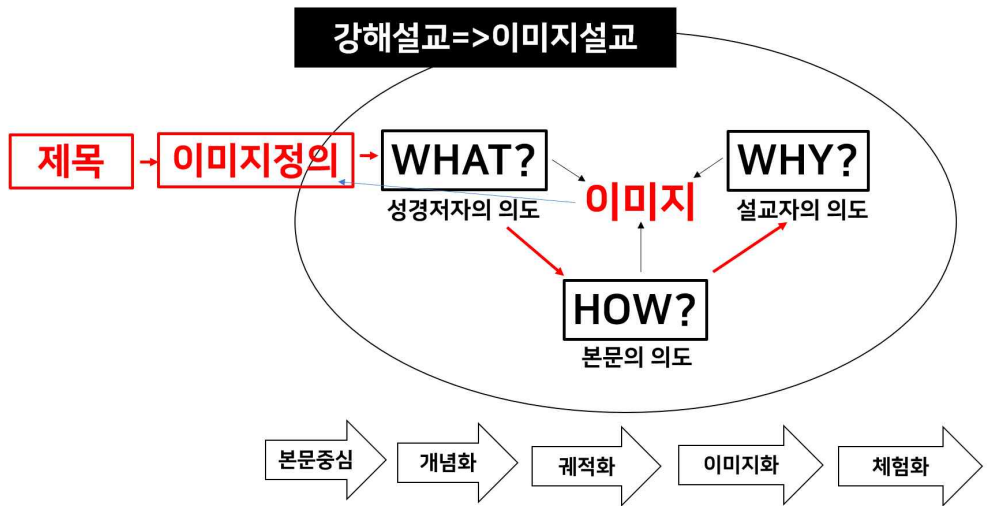 강해설교=>이미지설교
제목
이미지정의
WHAT?
성경저자의 의도
이미지
WHY?
설교자의 의도
HOW?
본문의 의도
본문중심
개념화
궤적화
이미지화
체험화